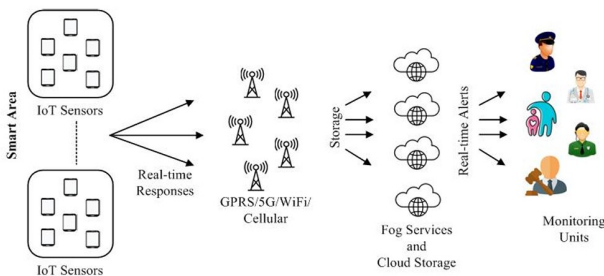 Smart Area
IoT Sensors
IoT Sensors
Real-time
Responses
GPRS/5G/WiFi/
Cellular
Storage
Fog Services
and
Cloud Storage
Real-time Alerts
Monitoring
Units